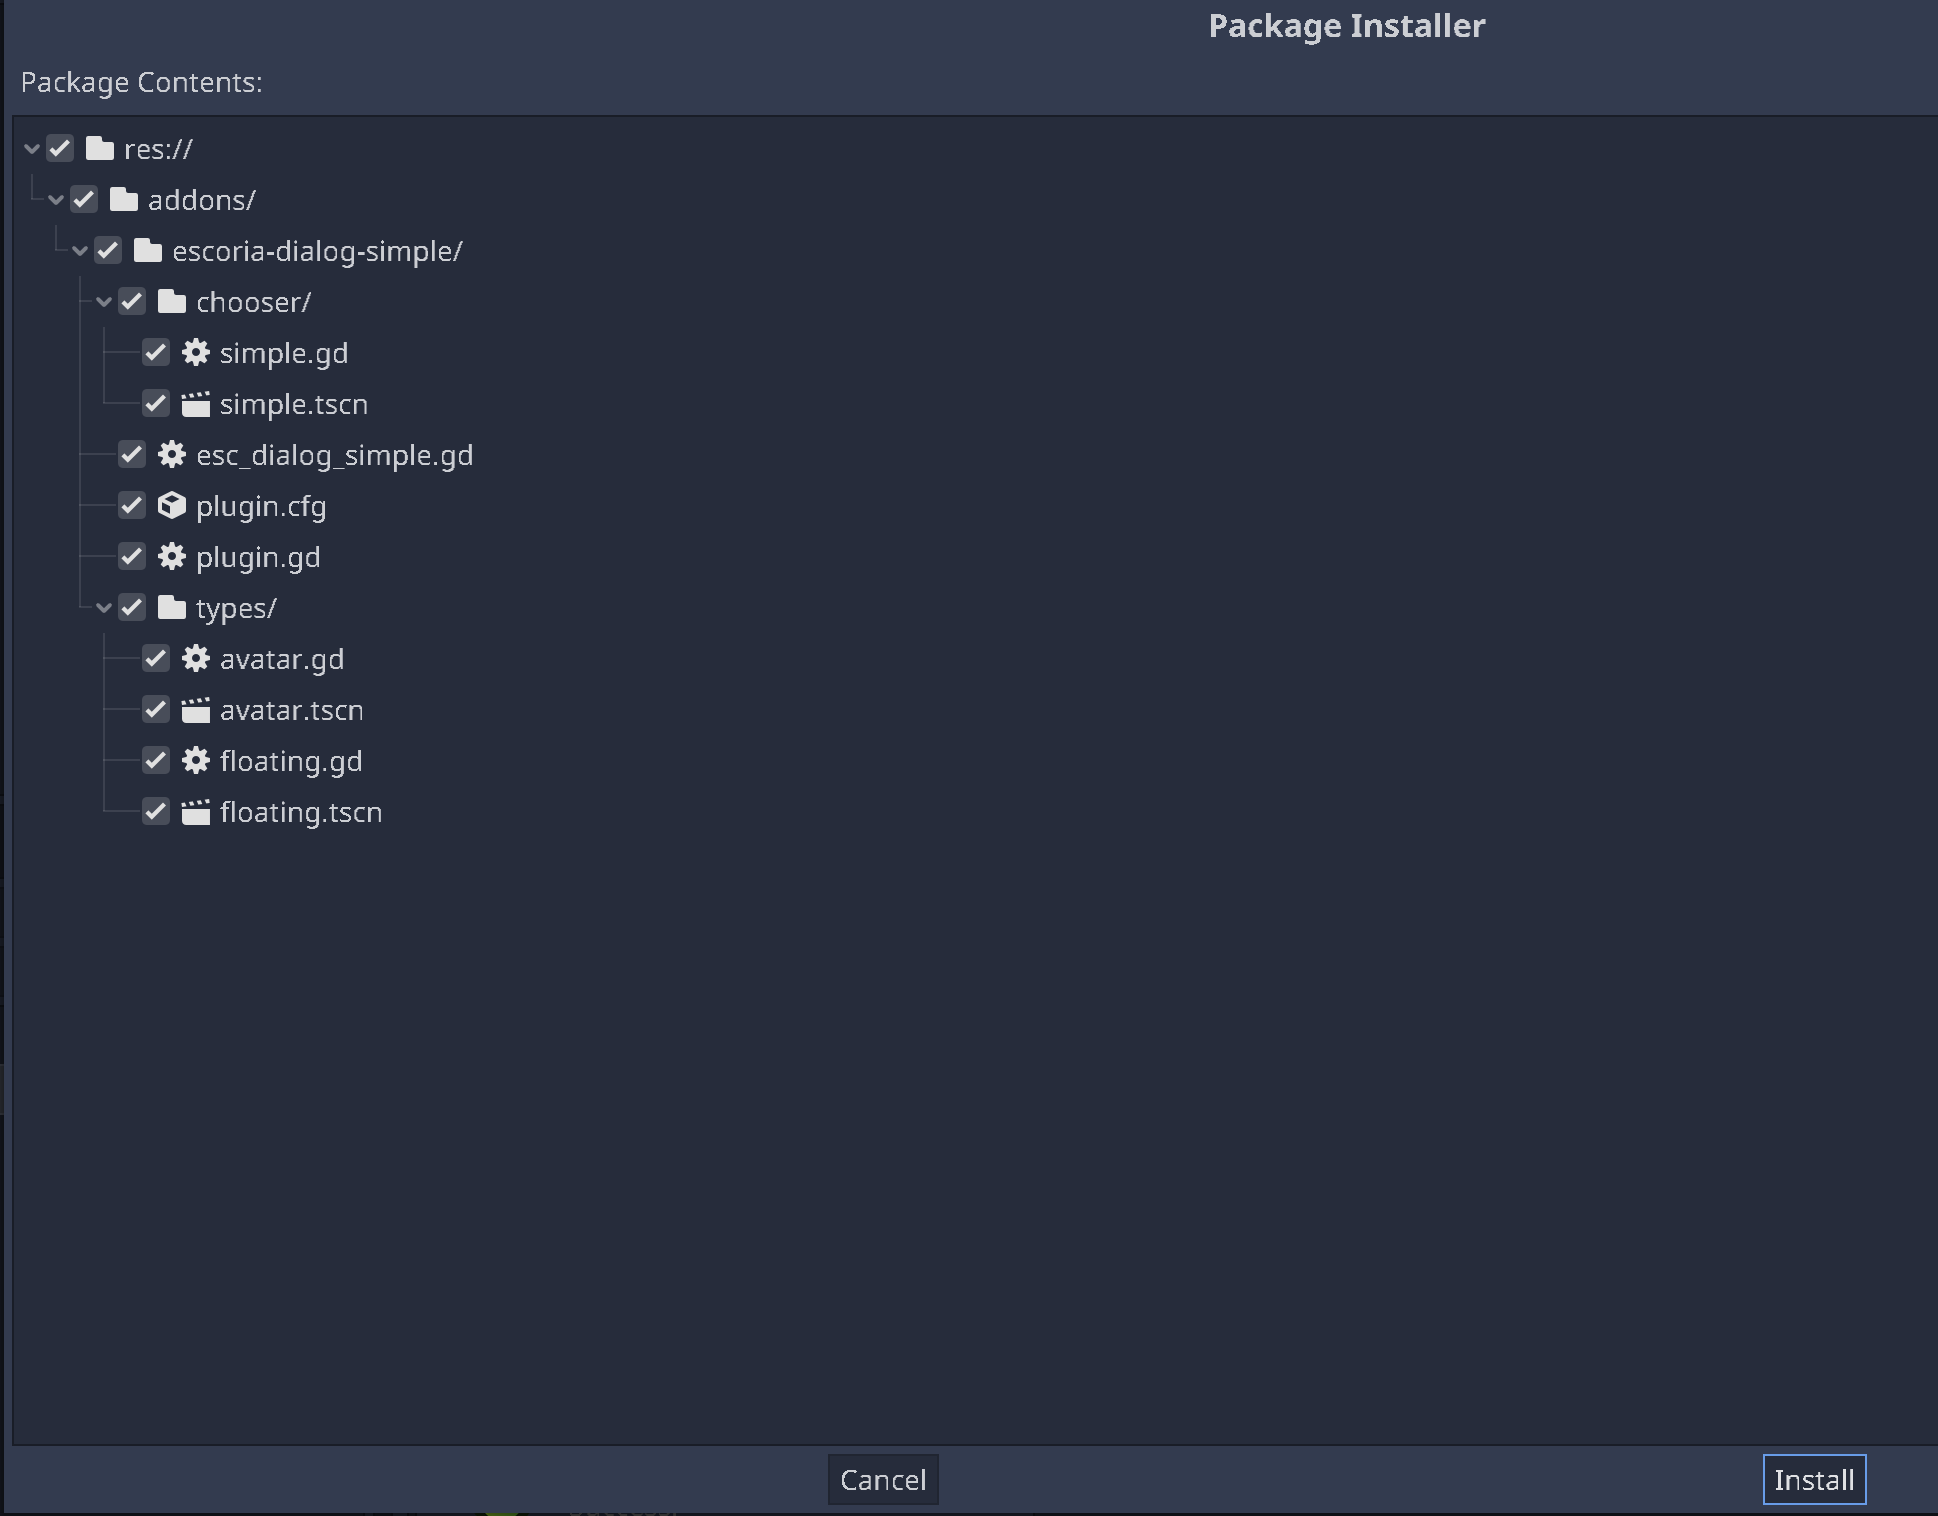 Package Installer
Package Contents:
res://
addons/
escoria-dialog-simple/
chooser/
simple.gd
simple.tscn
esc_dialog_simple.gd
plugin.cfg
plugin.gd
types/
avatar.gd
avatar.tscn
floating.gd
floating.tscn
Cancel
Install